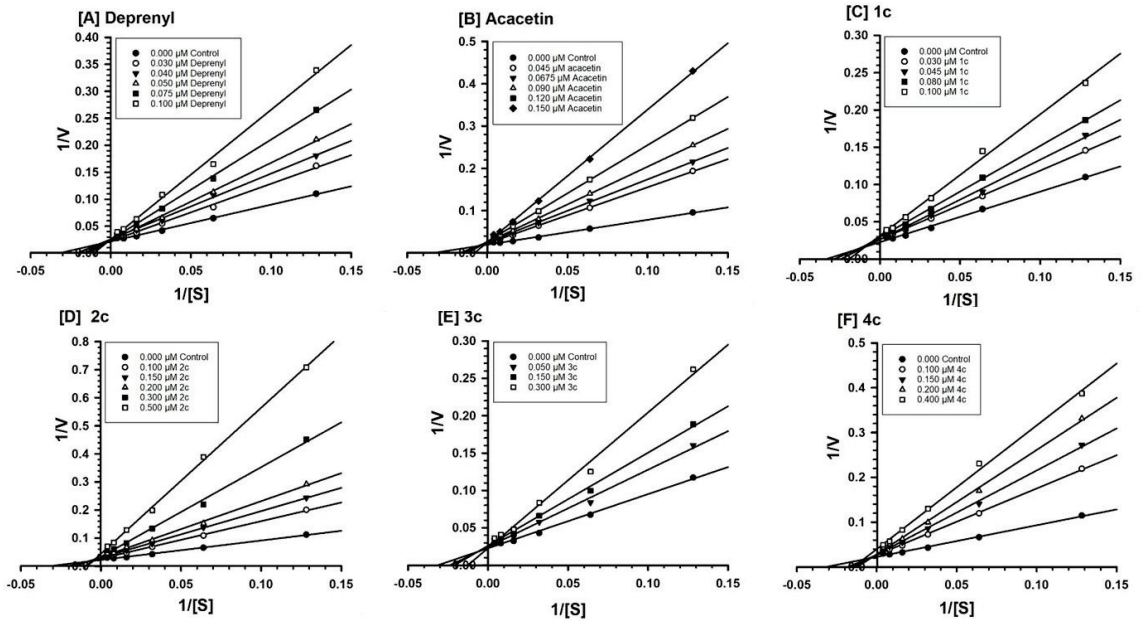 [A] Deprenyl
0.40
0.35
0.30
0.25
0.20
0.15
0.10
0.05
0.00
1/V
0.000 µM Control
0.030 µM Deprenyl
0.040 µM Deprenyl
0.050 µM Deprenyl
0.075 µM Deprenyl
0.100 µM Deprenyl
-0.05 0.00 0.05 0.10 0.15
1/[S]
[B] Acacetin
0.5
0.4
0.3
0.2
0.1
0.0
1/V
0.000 µM Control
0.045 µM acacetin
0.0675 µM Acacetin
0.090 µM Acacetin
0.120 µM Acacetin
0.150 µM Acacetin
-0.05 0.00 0.05 0.10 0.15
1/[S]
[C] 1c
0.30
0.25
0.20
0.15
0.10
0.05
0.00
1/V
0.000 µM Control
0.030 µM 1c
0.045 µM 1c
0.080 µM 1c
0.100 µM 1c
-0.05 0.00 0.05 0.10 0.15
1/[S]
[D] 2c
0.8
0.7
0.6
0.5
0.4
0.3
0.2
0.1
0.0
1/V
0.000 µM Control
0.100 µM 2c
0.150 µM 2c
0.200 µM 2c
0.300 µM 2c
0.500 µM 2c
-0.05 0.00 0.05 0.10 0.15
1/[S]
[E] 3c
0.30
0.25
0.20
0.15
0.10
0.05
0.00
1/V
0.000 µM Control
0.050 µM 3c
0.150 µM 3c
0.300 µM 3c
-0.05 0.00 0.05 0.10 0.15
1/[S]
[F] 4c
0.5
0.4
0.3
0.2
0.1
0.0
1/V
0.000 Control
0.100 µM 4c
0.150 µM 4c
0.200 µM 4c
0.400 µM 4c
-0.05 0.00 0.05 0.10 0.15
1/[S]